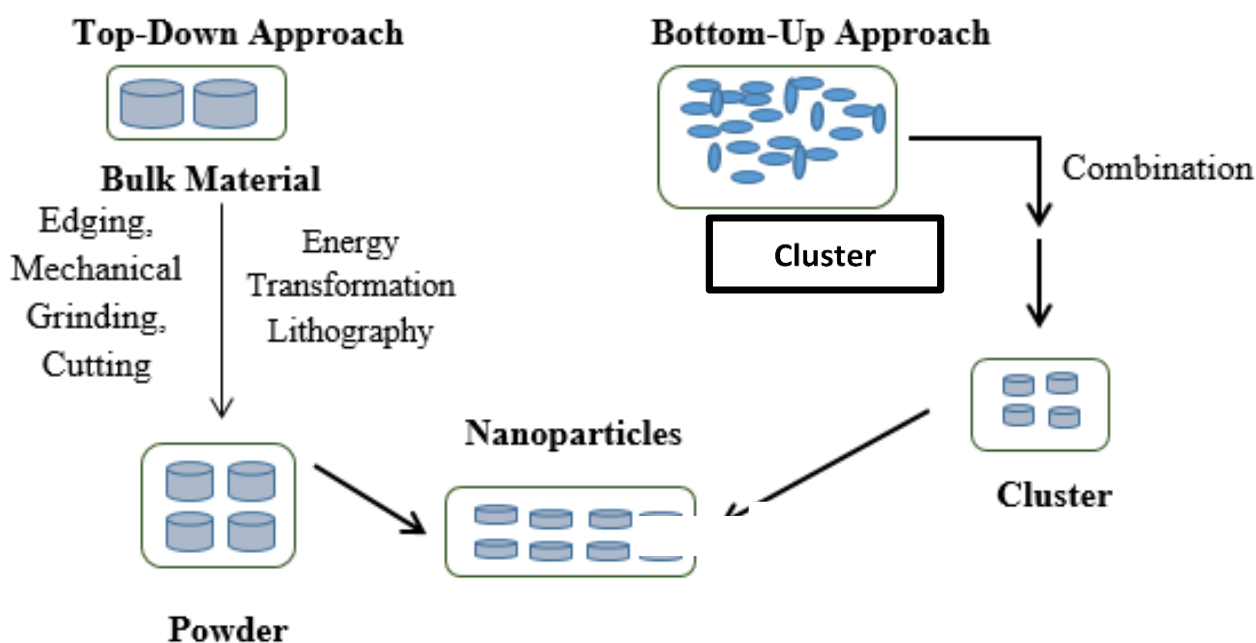 Top-Down Approach
Bulk Material
Edging,
Mechanical
Grinding,
Cutting
Energy
Transformation
Lithography
Powder
Nanoparticles
Bottom-Up Approach
Cluster
Combination
Cluster